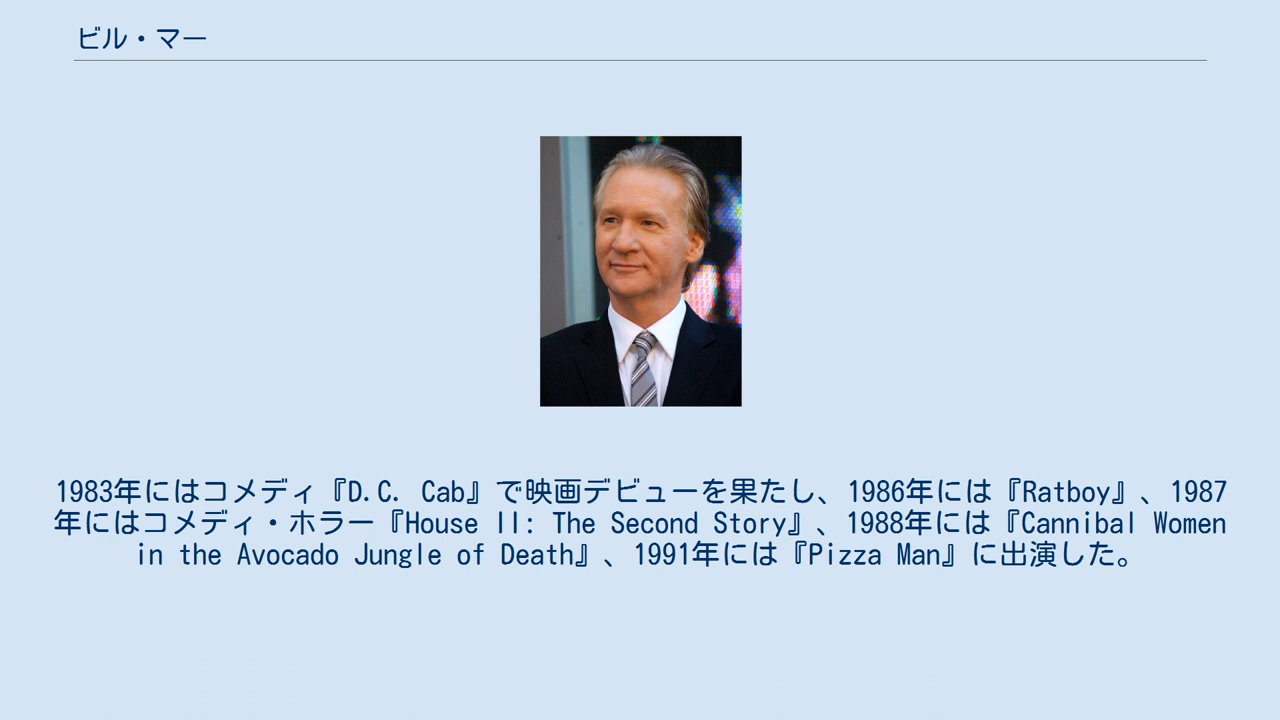 ビル・マー
1983年にはコメディ『D.C. Cab』で映画デビューを果たし、1986年には『Ratboy』、1987
年にはコメディ・ホラー『House II: The Second Story』、1988年には『Cannibal Women
in the Avocado Jungle of Death』、1991年には『Pizza Man』に出演した。